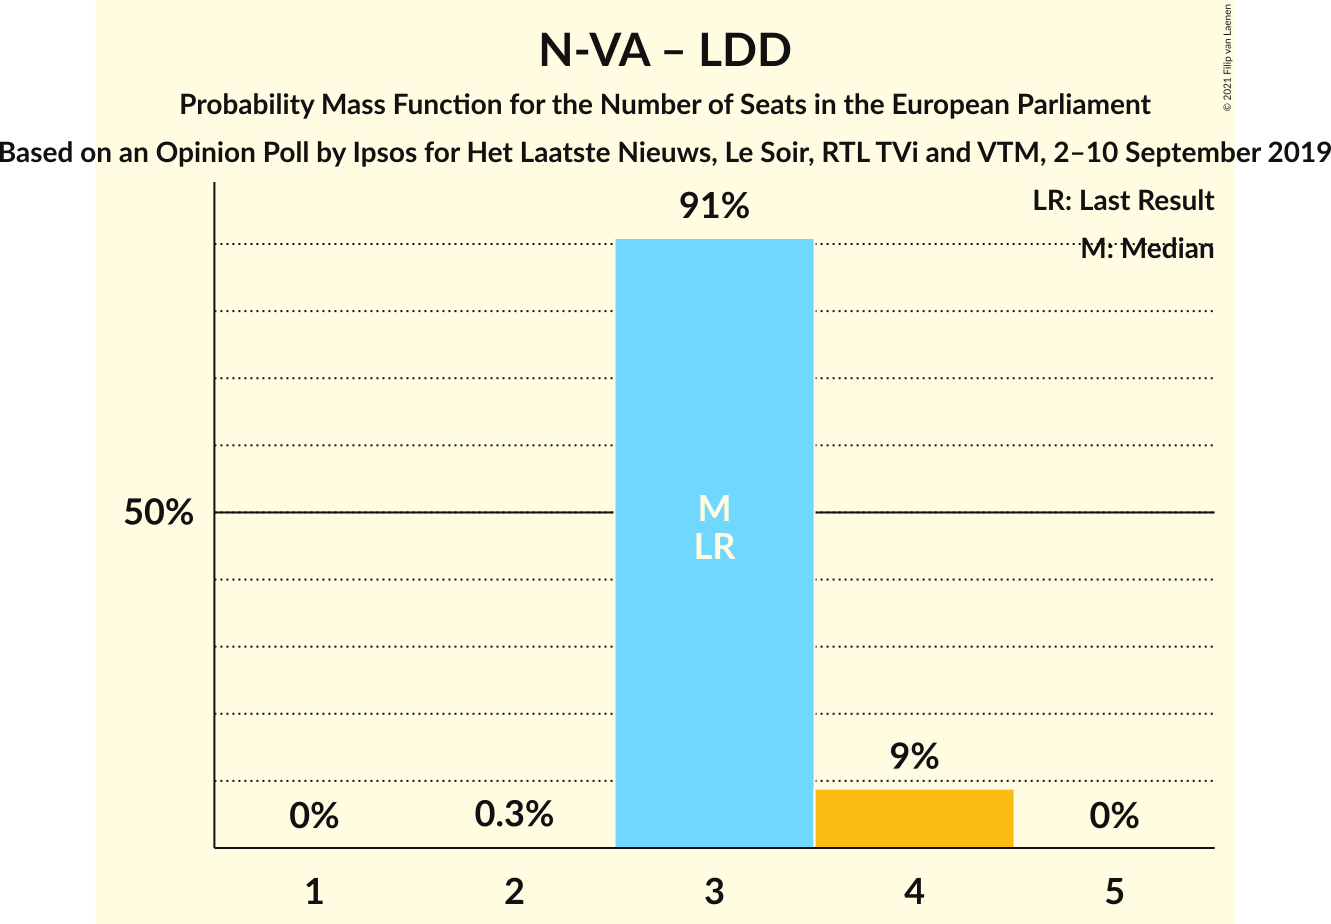 N-VA – LDD
Probability Mass Function for the Number of Seats in the European Parliament
Based on an Opinion Poll by Ipsos for Het Laatste Nieuws, Le Soir, RTL TVi and VTM, 2–10 September 2019
© 2021 Filip van Laenen
LR: Last Result
M: Median
91%
50%
M
LR
9%
0%
0.3%
0%
1
2
3
4
5